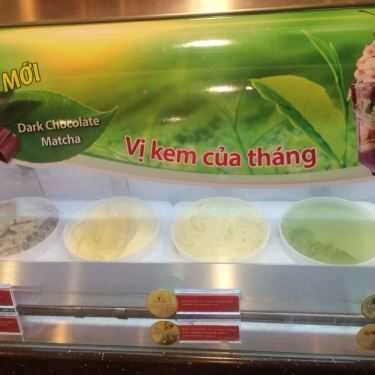 MỚI
Dark Chocolate
Matcha
Vị kem của tháng